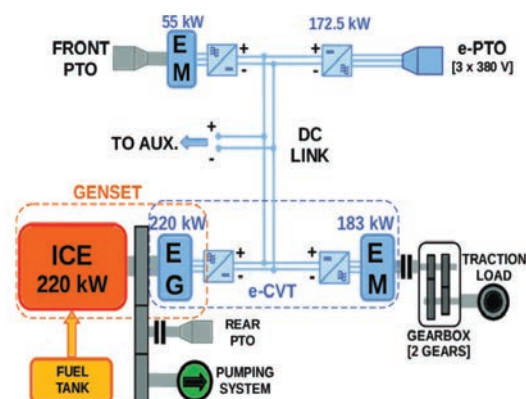 55 kW
172.5 kW
FRONT
PTO
E
M
+
-
+
-
e-PTO
[3 x 380 V]
TO AUX.
+
-
DC
LINK
GENSET
220 kW
183 kW
ICE
220 kW
E
G
+
-
+
-
E
M
e-CVT
TRACTION
LOAD
GEARBOX
[2 GEARS]
REAR
PTO
FUEL
TANK
PUMPING
SYSTEM